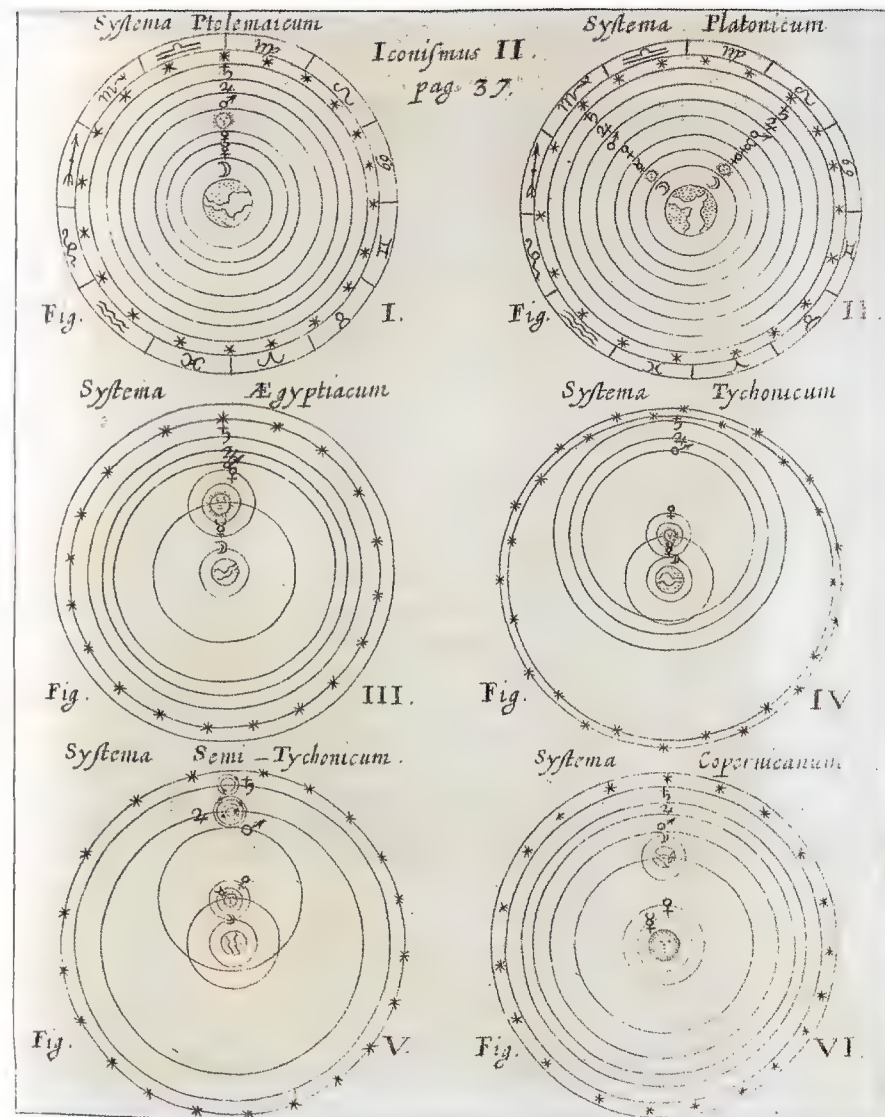 Syſtema Ptolemaicum
Iconiſmus II.
pag. 37.
Syſtema Platonicum
Fig. I.
Fig. II.
Syſtema Ægyptiacum
Syſtema Tychonicum
Fig. III.
Fig. IV
Syſtema Semi-Tychonicum.
Syſtema Copernicanum
Fig. V.
Fig. VI.